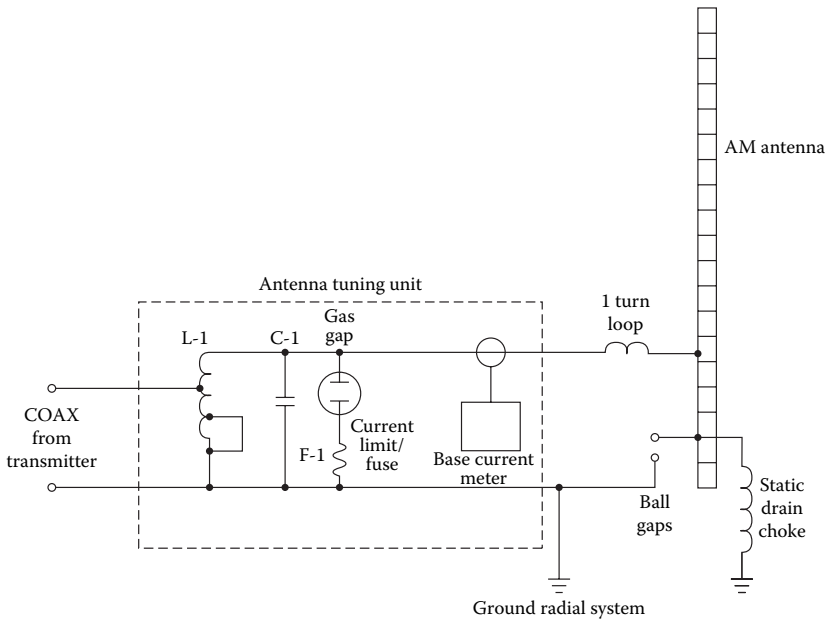 AM antenna
Antenna tuning unit
1 turn
loop
Gas
gap
L-1
C-1
COAX
from
transmitter
Current
limit/
fuse
F-1
Base current
meter
Ball
gaps
Static
drain
choke
Ground radial system